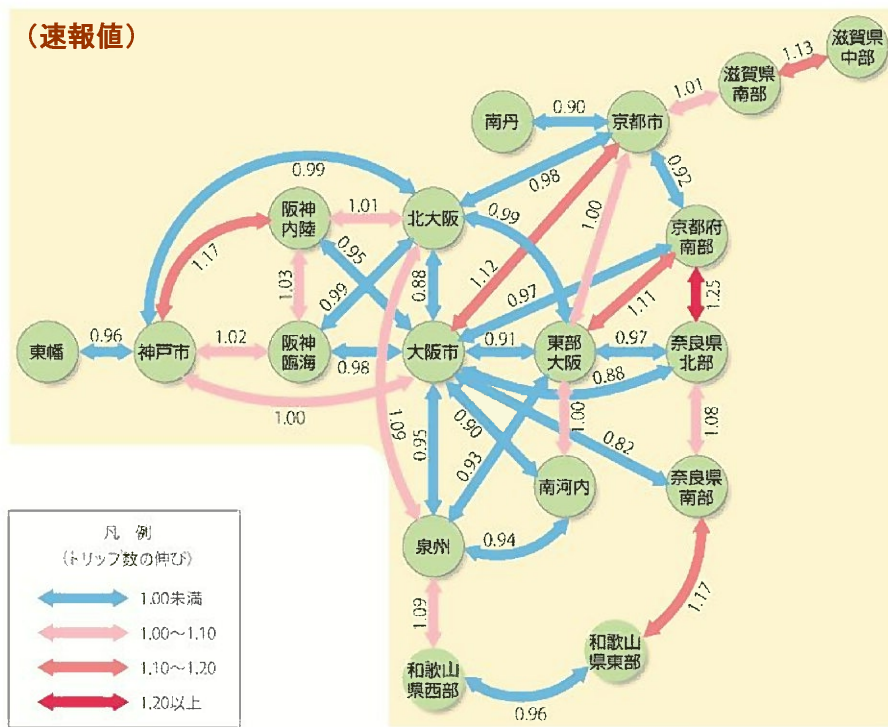 (速報値)
滋賀県
中部
1.13
滋賀県
南部
1.01
京都市
0.90
南丹
0.92
0.98
0.99
阪神
内陸
1.01
北大阪
0.99
1.00
京都府
南部
1.17
0.95
1.12
0.97
1.11
1.25
1.03
0.99
0.88
東幡
0.96
神戸市
1.02
阪神
臨海
0.98
大阪市
0.91
東部
大阪
0.97
奈良県
北部
0.88
1.00
1.09
0.95
0.90
0.93
1.00
0.82
1.08
南河内
奈良県
南部
泉州
0.94
1.09
1.17
和歌山
県西部
0.96
和歌山
県東部
凡 例
(トリップ数の伸び)
1.00未満
1.00～1.10
1.10～1.20
1.20以上